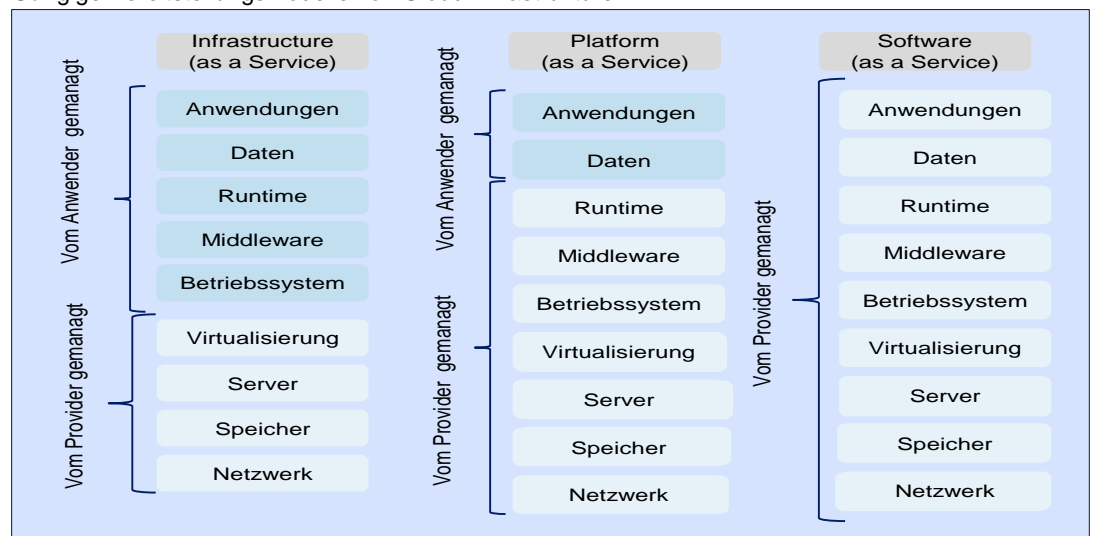 Infrastructure
(as a Service)
Vom Anwender gemanagt
Anwendungen
Daten
Runtime
Middleware
Betriebssystem
Vom Provider gemanagt
Virtualisierung
Server
Speicher
Netzwerk
Platform
(as a Service)
Vom Anwender gemanagt
Anwendungen
Daten
Vom Provider gemanagt
Runtime
Middleware
Betriebssystem
Virtualisierung
Server
Speicher
Netzwerk
Software
(as a Service)
Vom Provider gemanagt
Anwendungen
Daten
Runtime
Middleware
Betriebssystem
Virtualisierung
Server
Speicher
Netzwerk